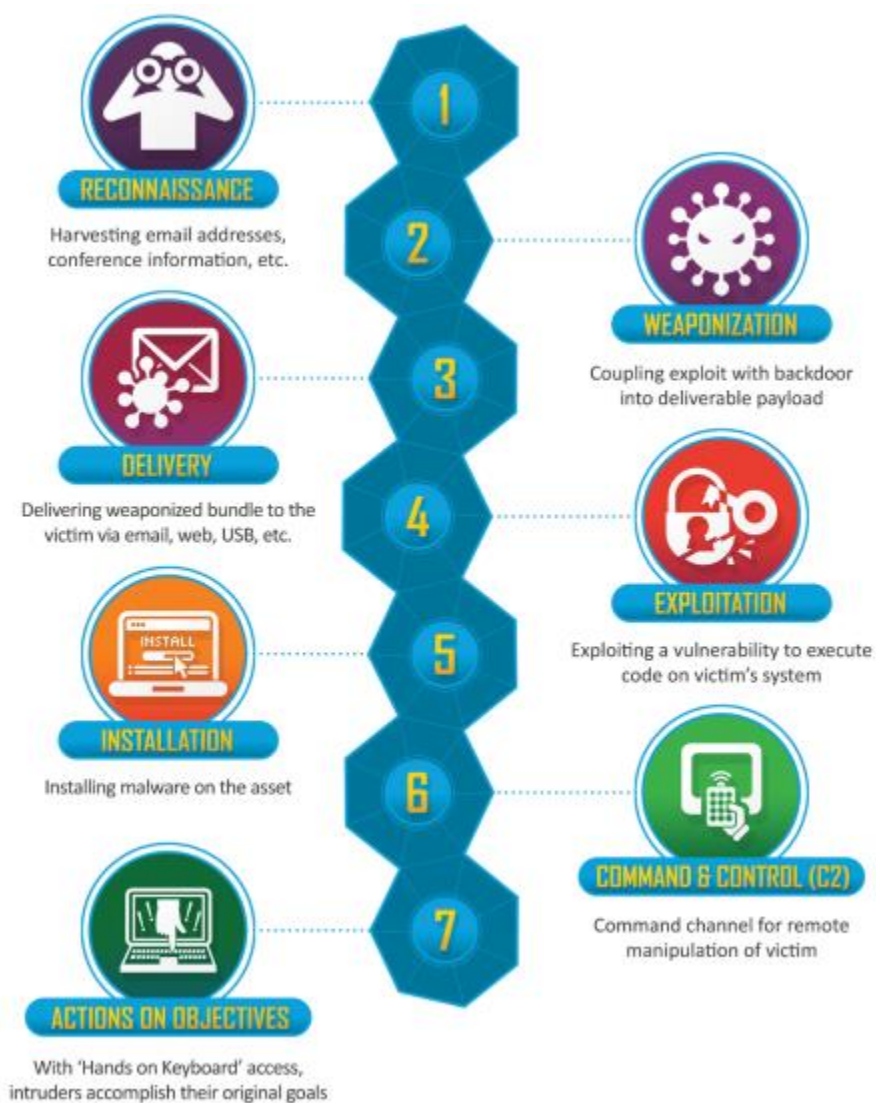 1
RECONNAISSANCE
Harvesting email addresses,
conference information, etc.
2
WEAPONIZATION
Coupling exploit with backdoor
into deliverable payload
3
DELIVERY
Delivering weaponized bundle to the
victim via email, web, USB, etc.
4
EXPLOITATION
Exploiting a vulnerability to execute
code on victim's system
5
INSTALL
INSTALLATION
Installing malware on the asset
6
COMMAND & CONTROL (C2)
Command channel for remote
manipulation of victim
7
ACTIONS ON OBJECTIVES
With 'Hands on Keyboard' access,
intruders accomplish their original goals